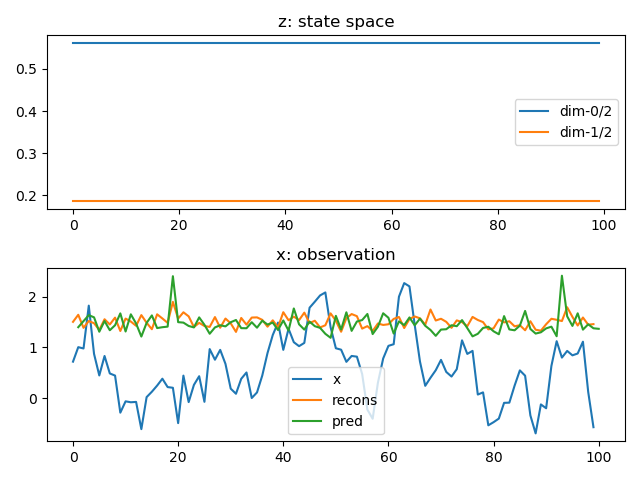 z: state space
0.5
0.4
0.3
0.2
dim-0/2
dim-1/2
0 20 40 60 80 100
x: observation
2
1
0
x
recons
pred
0 20 40 60 80 100